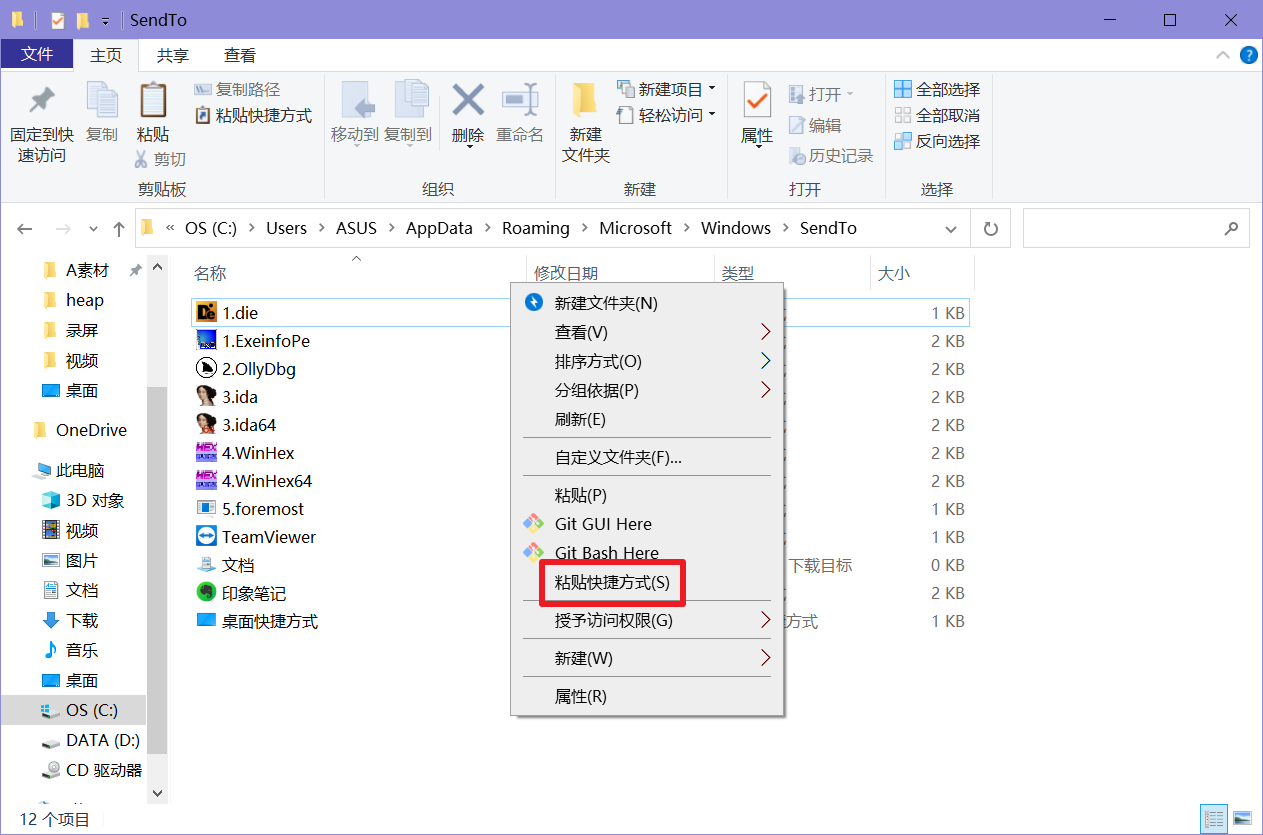 SendTo
文件
主页
共享
查看
固定到快
速访问
复制
粘贴
复制路径
粘贴快捷方式
剪切
剪贴板
移动到
复制到
删除
重命名
组织
新建
文件夹
新建项目
轻松访问
新建
属性
打开
编辑
历史记录
打开
全部选择
全部取消
反向选择
选择
« OS (C:) > Users > ASUS > AppData > Roaming > Microsoft > Windows > SendTo
A素材
heap
录屏
视频
桌面
OneDrive
此电脑
3D 对象
视频
图片
文档
下载
音乐
桌面
OS (C:)
DATA (D:)
CD 驱动器
名称
修改日期
类型
大小
1.die
1 KB
1.ExeinfoPe
2 KB
2.OllyDbg
2 KB
3.ida
2 KB
3.ida64
2 KB
4.WinHex
2 KB
4.WinHex64
2 KB
5.foremost
1 KB
TeamViewer
1 KB
文档
下载目标
0 KB
印象笔记
2 KB
桌面快捷方式
方式
1 KB
新建文件夹(N)
查看(V)
排序方式(O)
分组依据(P)
刷新(E)
自定义文件夹(F)...
粘贴(P)
Git GUI Here
Git Bash Here
粘贴快捷方式(S)
授予访问权限(G)
新建(W)
属性(R)
12 个项目